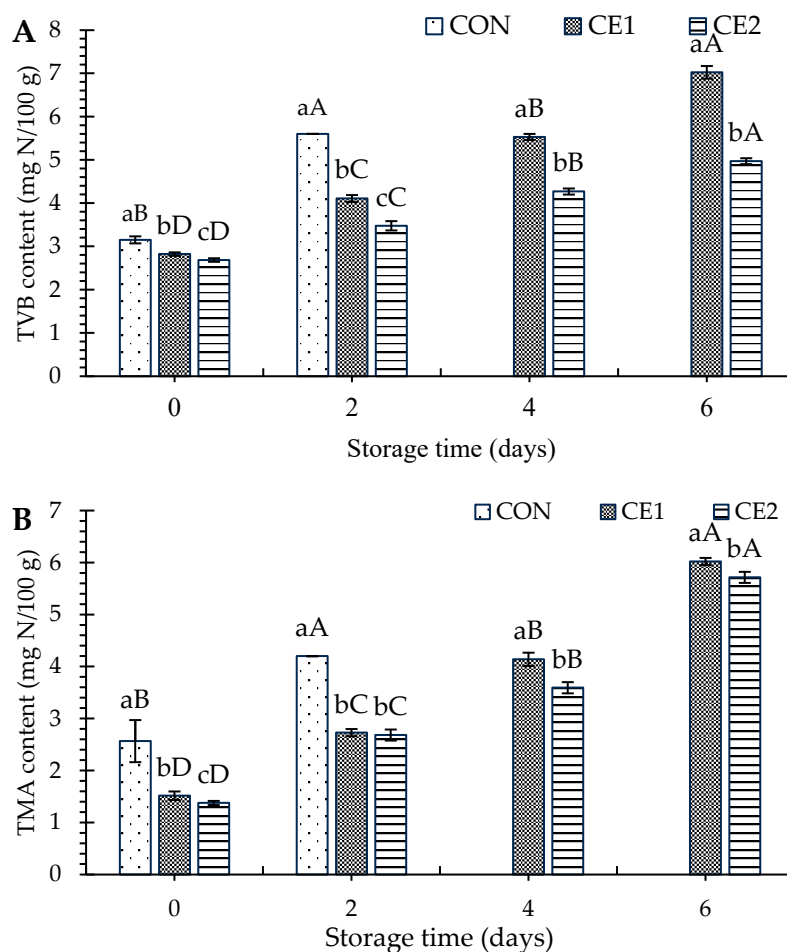 A
CON CE1 CE2
TVB content (mg N/100 g)
8
7
6
5
4
3
2
1
0
aB bD cD
aA bC cC
aB bB
aA bA
0 2 4 6
Storage time (days)
B
CON CE1 CE2
TMA content (mg N/100 g)
7
6
5
4
3
2
1
0
aB bD cD
aA bC bC
aB bB
aA bA
0 2 4 6
Storage time (days)